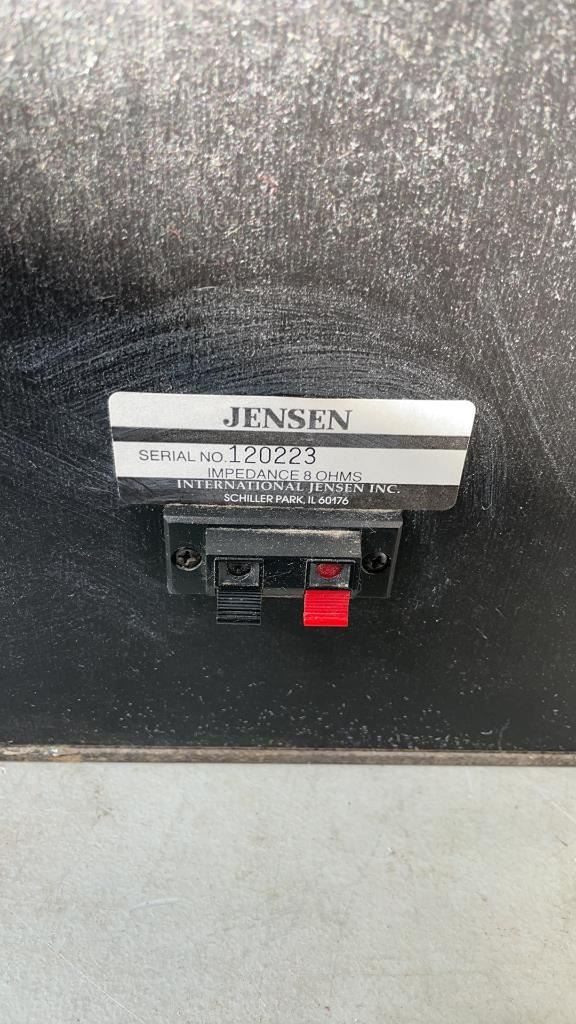 JENSEN
SERIAL NO. 120223
IMPEDANCE 8 OHMS
INTERNATIONAL JENSEN INC.
SCHILLER PARK, IL 60176